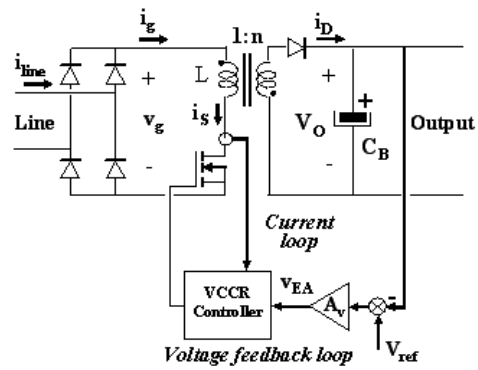 i_g
1:n
i_D
i_line
+
L
+
+
Line
v_g
i_S
V_O
Output
C_B
-
-
Current
loop
VCCR
Controller
v_EA
A_v
-
V_ref
Voltage feedback loop